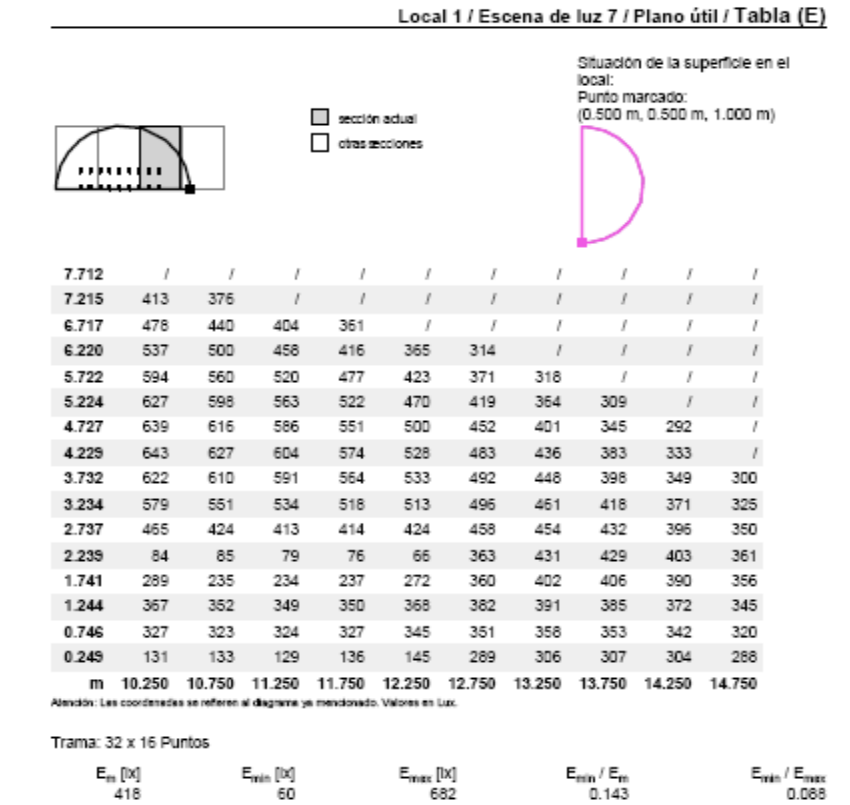 Local 1 / Escena de luz 7 / Plano útil / Tabla (E)
Situación de la superficie en el
local:
Punto marcado:
(0.500 m, 0.500 m, 1.000 m)
sección actual
otras secciones
7.712 / / / / / / / / / /
7.215 413 376 / / / / / / / /
6.717 478 440 404 361 / / / / / /
6.220 537 500 458 416 365 314 / / / /
5.722 594 560 520 477 423 371 318 / / /
5.224 627 598 563 522 470 419 364 309 / /
4.727 639 616 586 551 500 452 401 345 292 /
4.229 643 627 604 574 528 483 436 383 333 /
3.732 622 610 591 564 533 492 448 398 349 300
3.234 579 551 534 518 513 496 461 418 371 325
2.737 465 424 413 414 424 458 454 432 396 350
2.239 84 85 79 76 66 363 431 429 403 361
1.741 289 235 234 237 272 360 402 406 390 356
1.244 367 352 349 350 368 382 391 385 372 345
0.746 327 323 324 327 345 351 358 353 342 320
0.249 131 133 129 136 145 289 306 307 304 288
m 10.250 10.750 11.250 11.750 12.250 12.750 13.250 13.750 14.250 14.750
Atención: Las coordenadas se refieren al diagrama ya mencionado. Valores en Lux.
Trama: 32 x 16 Puntos
Em [lx] Emin [lx] Emax [lx] Emin / Em Emin / Emax
418 60 682 0.143 0.088